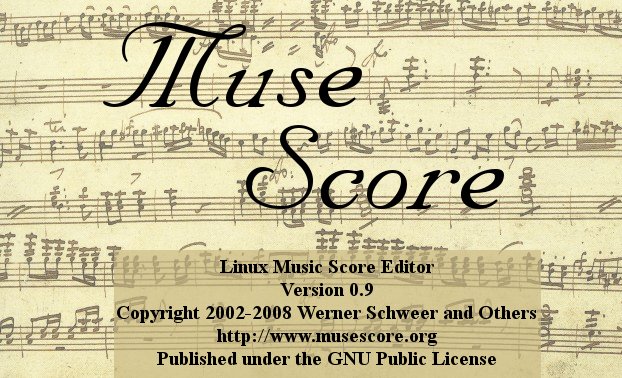 Muse
Score
Linux Music Score Editor
Version 0.9
Copyright 2002-2008 Werner Schweer and Others
http://www.musescore.org
Published under the GNU Public License